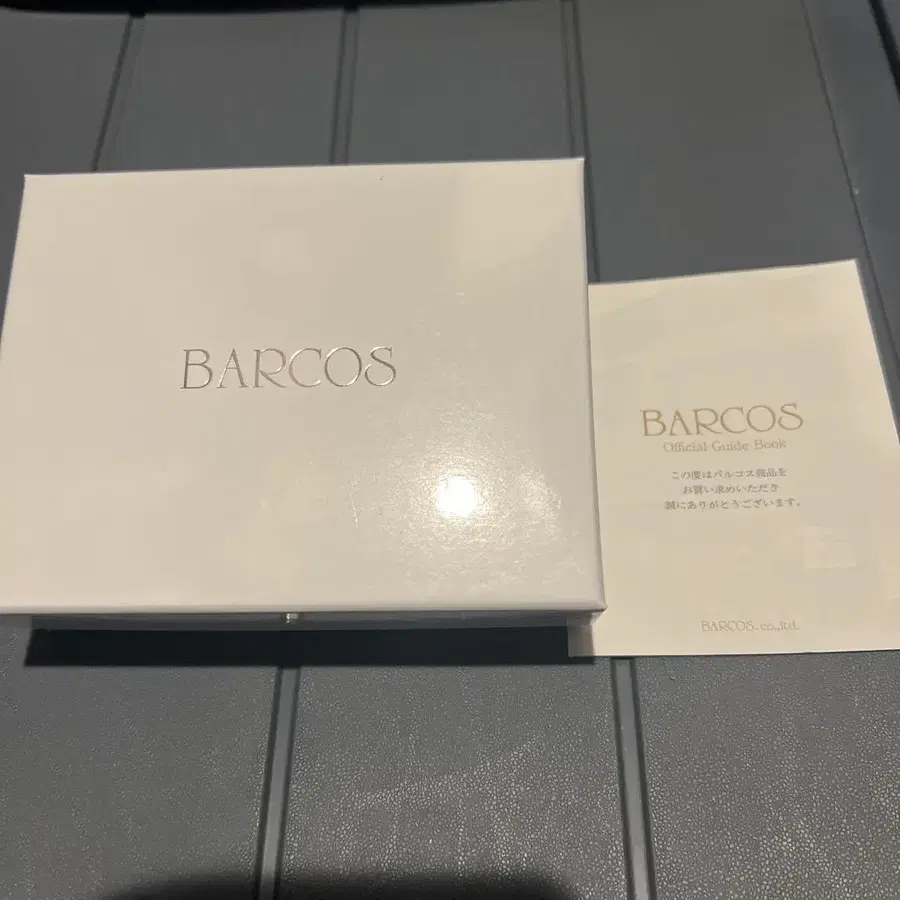 BARCOS
BARCOS
Official Guide Book
この度はバルコス商品を
お買い求めいただき
誠にありがとうございます。
BARCOS. co.,ltd.